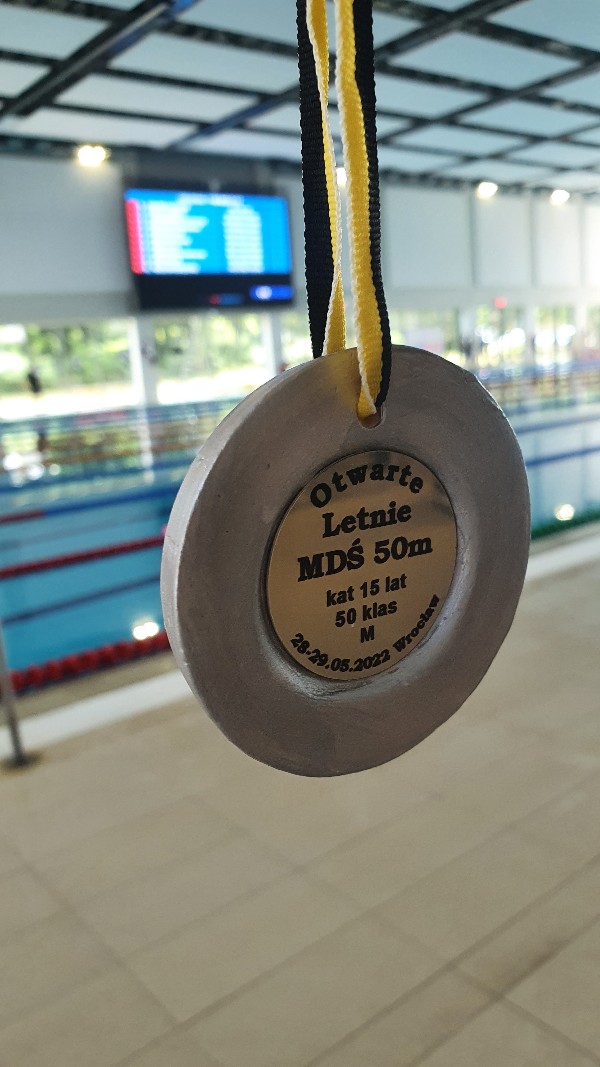 Otwarte
Letnie
MDŚ 50m
kat 15 lat
50 klas
M
28-29.05.2022 Wrocław